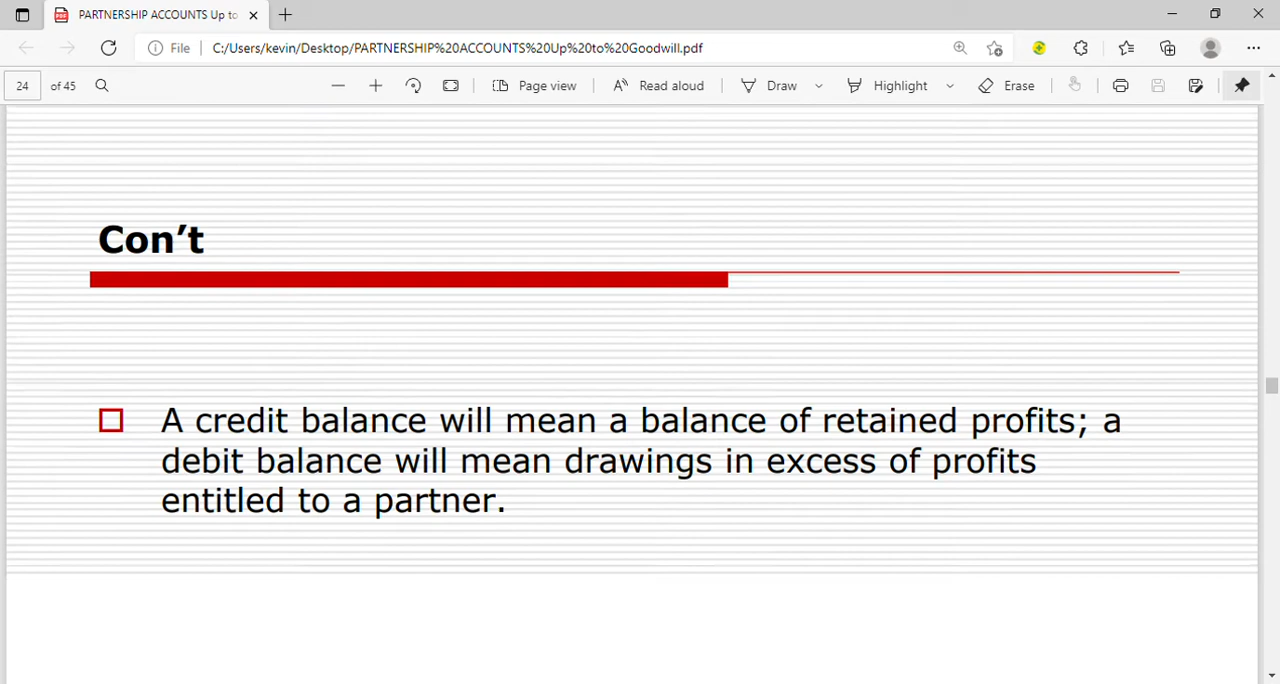 PARTNERSHIP ACCOUNTS Up to
File C:/Users/kevin/Desktop/PARTNERSHIP%20ACCOUNTS%20Up%20to%20Goodwill.pdf
24 of 45 Page view Read aloud Draw Highlight Erase
Con't
A credit balance will mean a balance of retained profits; a
debit balance will mean drawings in excess of profits
entitled to a partner.